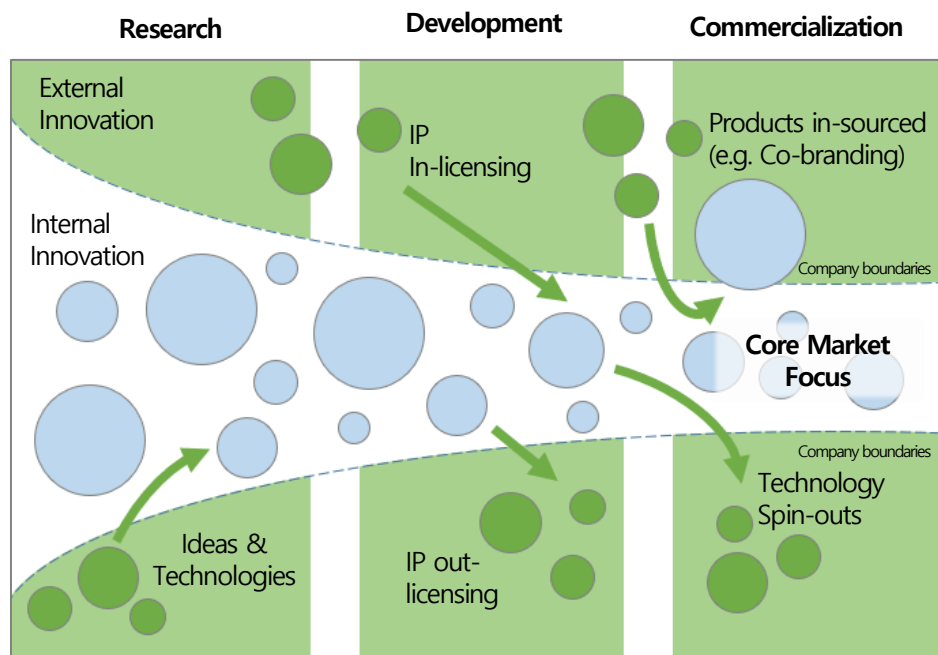 Research
Development
Commercialization
External
Innovation
IP
In-licensing
Products in-sourced
(e.g. Co-branding)
Internal
Innovation
Company boundaries
Core Market
Focus
Company boundaries
Ideas &
Technologies
IP out-
licensing
Technology
Spin-outs